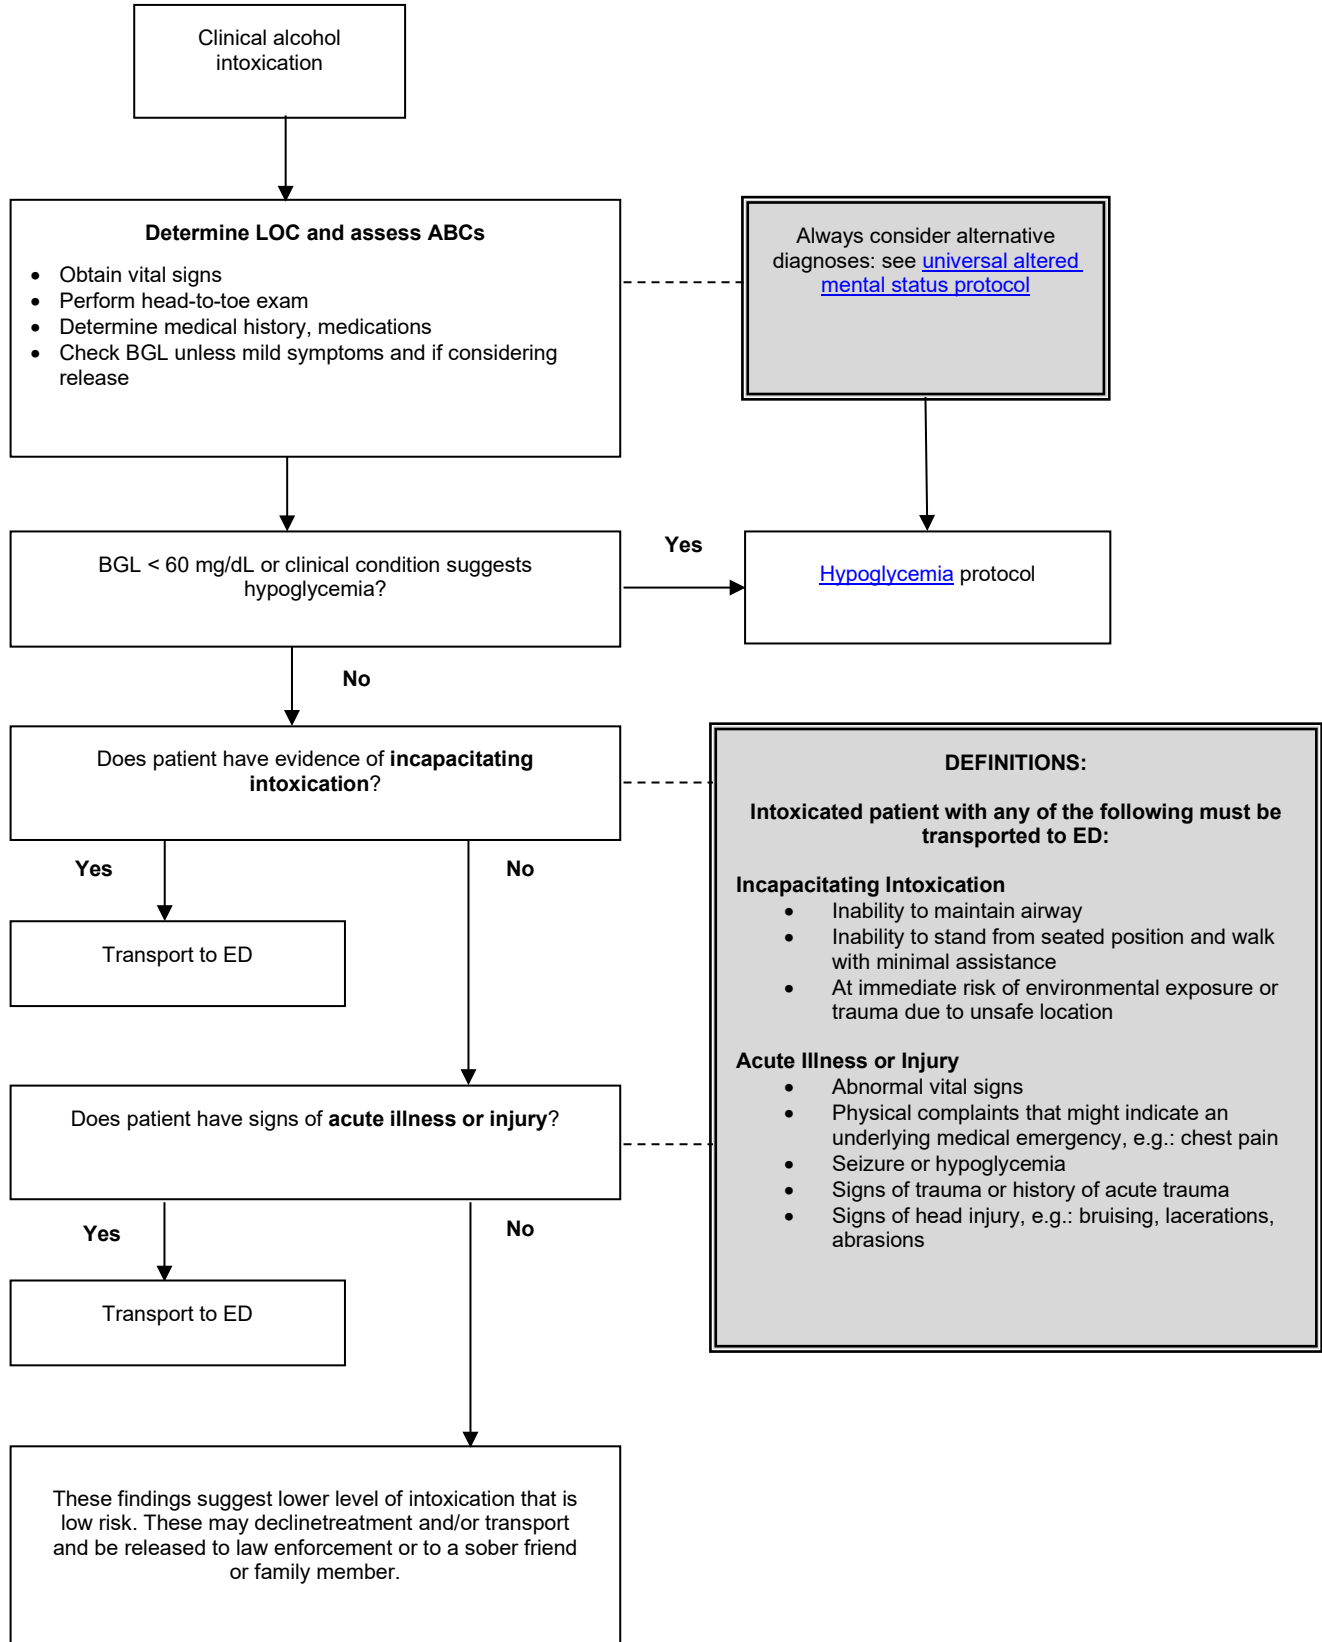 Clinical alcohol
intoxication
Determine LOC and assess ABCs
• Obtain vital signs
• Perform head-to-toe exam
• Determine medical history, medications
• Check BGL unless mild symptoms and if considering
release
Always consider alternative
diagnoses: see universal altered
mental status protocol
BGL < 60 mg/dL or clinical condition suggests
hypoglycemia?
Yes
Hypoglycemia protocol
No
Does patient have evidence of incapacitating
intoxication?
Yes
No
Transport to ED
DEFINITIONS:
Intoxicated patient with any of the following must be
transported to ED:
Incapacitating Intoxication
• Inability to maintain airway
• Inability to stand from seated position and walk
with minimal assistance
• At immediate risk of environmental exposure or
trauma due to unsafe location
Acute Illness or Injury
• Abnormal vital signs
• Physical complaints that might indicate an
underlying medical emergency, e.g.: chest pain
• Seizure or hypoglycemia
• Signs of trauma or history of acute trauma
• Signs of head injury, e.g.: bruising, lacerations,
abrasions
Does patient have signs of acute illness or injury?
Yes
No
Transport to ED
These findings suggest lower level of intoxication that is
low risk. These may declinetreatment and/or transport
and be released to law enforcement or to a sober friend
or family member.